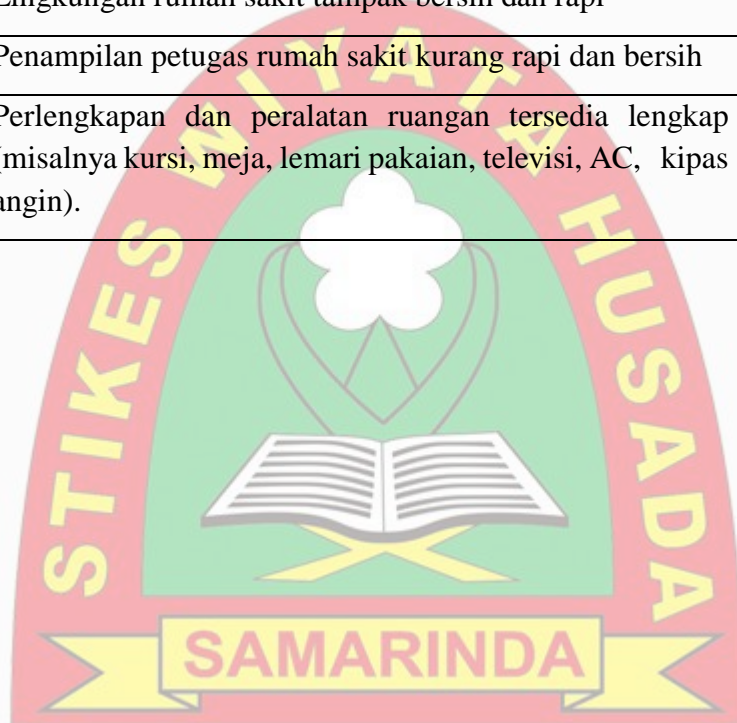 Lingkungan rumah sakit tampak bersih dan rapi
Penampilan petugas rumah sakit kurang rapi dan bersih
Perlengkapan dan peralatan ruangan tersedia lengkap
(misalnya kursi, meja, lemari pakaian, televisi, AC, kipas
angin).
STIKES WIYATA HUSADA
SAMARINDA